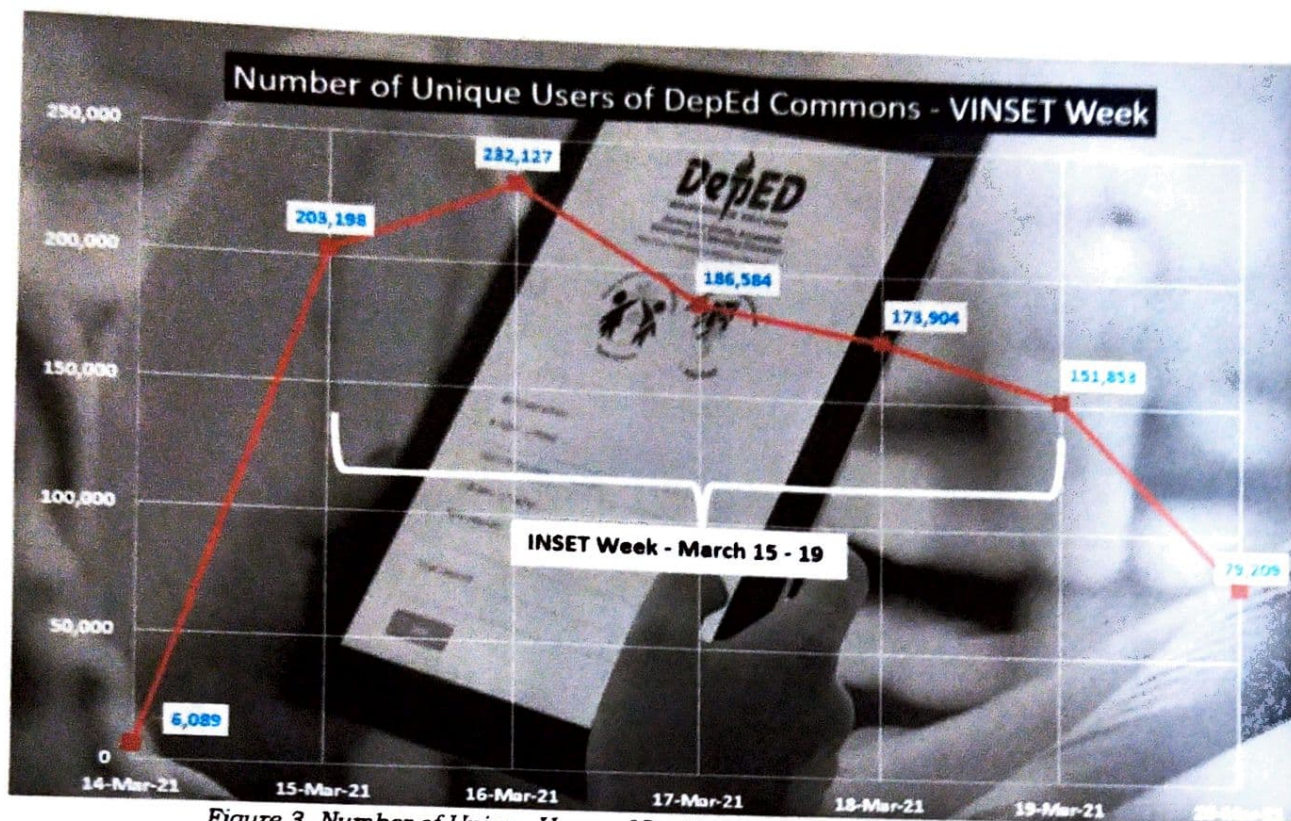 Number of Unique Users of DepEd Commons - VINSET Week
250,000
232,127
203,198
200,000
DepED
186,584
173,904
150,000
151,853
100,000
INSET Week - March 15 - 19
79,209
50,000
6,089
0
14-Mar-21
15-Mar-21
16-Mar-21
17-Mar-21
18-Mar-21
19-Mar-21
Figure 3. Number of Unique Users